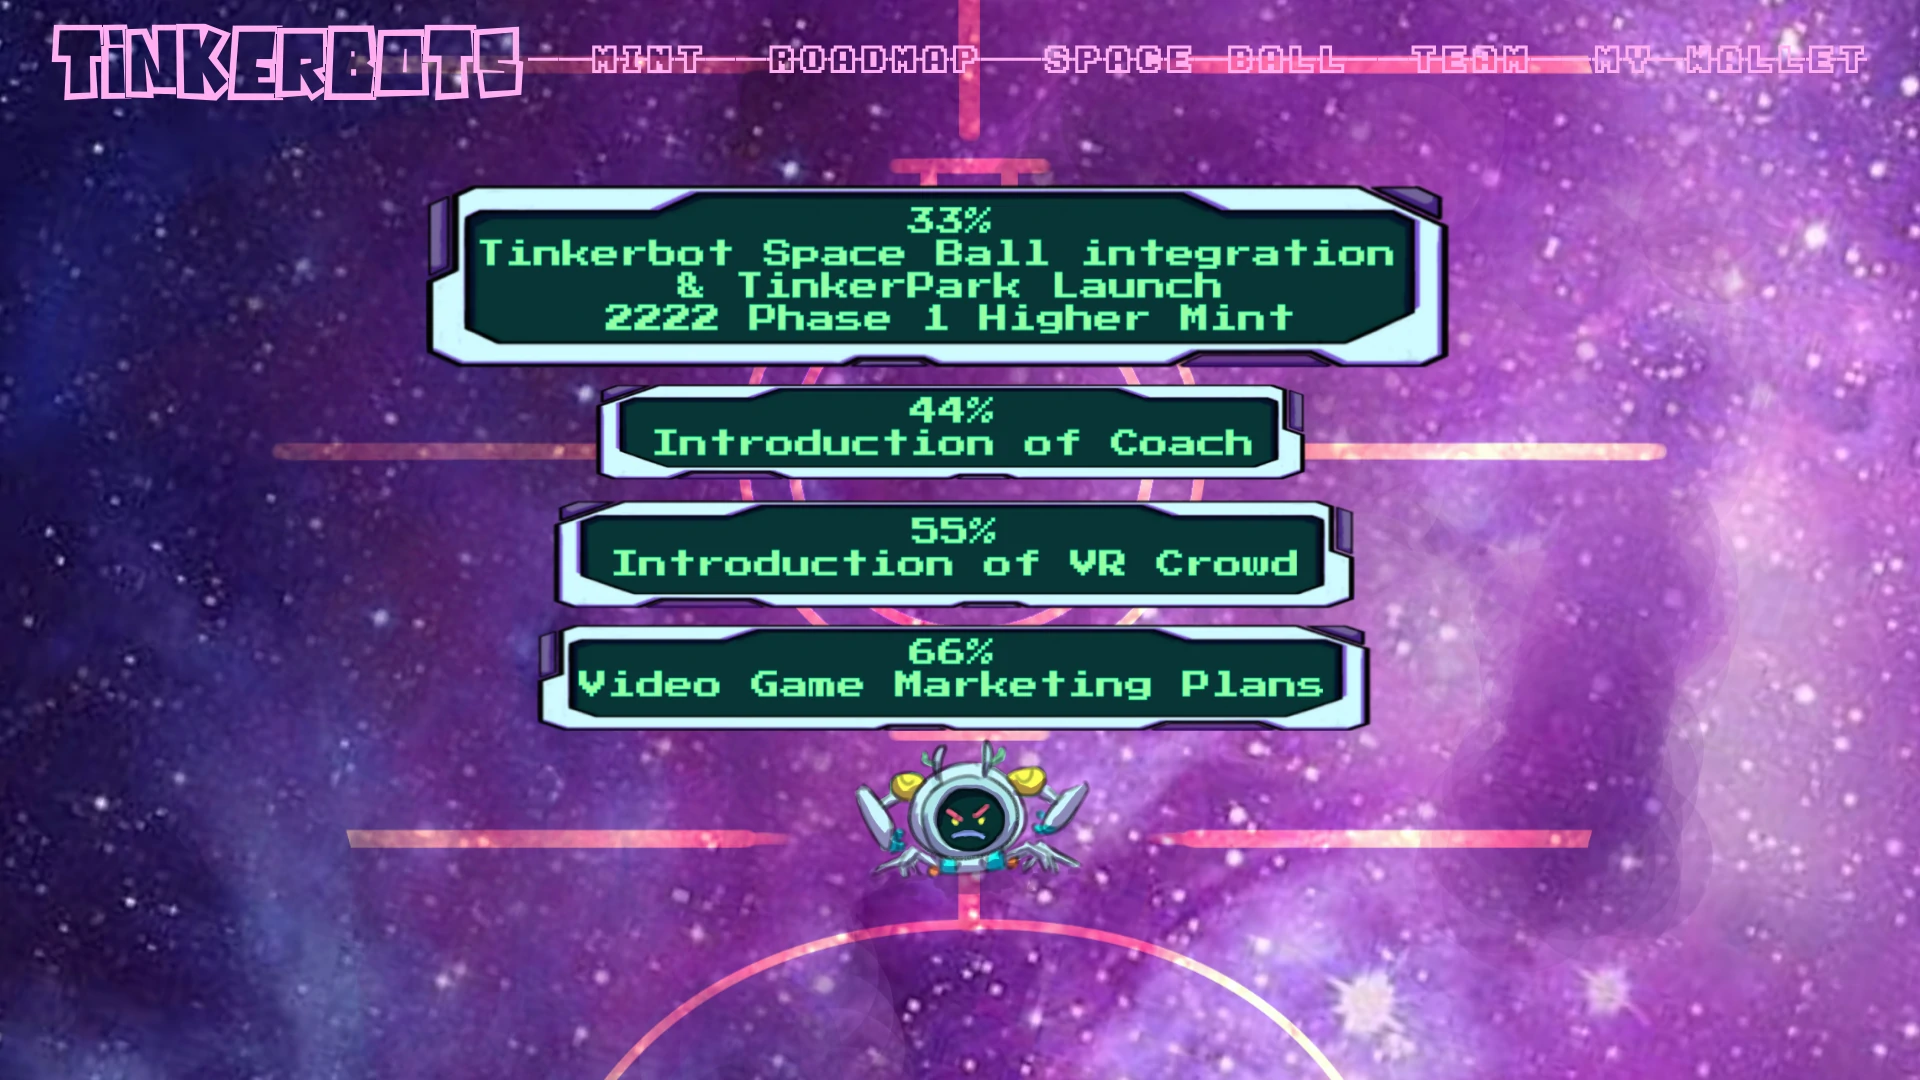 TiNKERBOTS
MINT ROADMAP SPACE BALL TEAM MY WALLET
33%
Tinkerbot Space Ball integration
& TinkerPark Launch
2222 Phase 1 Higher Mint
44%
Introduction of Coach
55%
Introduction of VR Crowd
66%
Video Game Marketing Plans